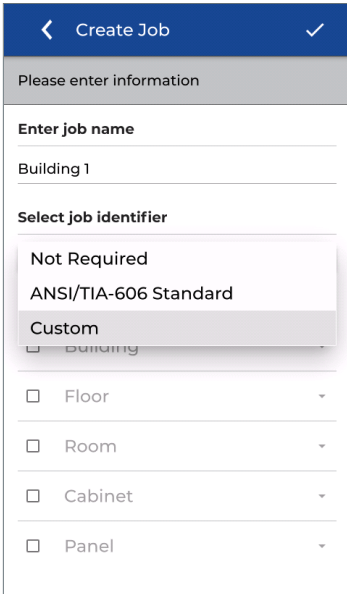 Create Job
Please enter information
Enter job name
Building 1
Select job identifier
Not Required
ANSI/TIA-606 Standard
Custom
Building
Floor
Room
Cabinet
Panel